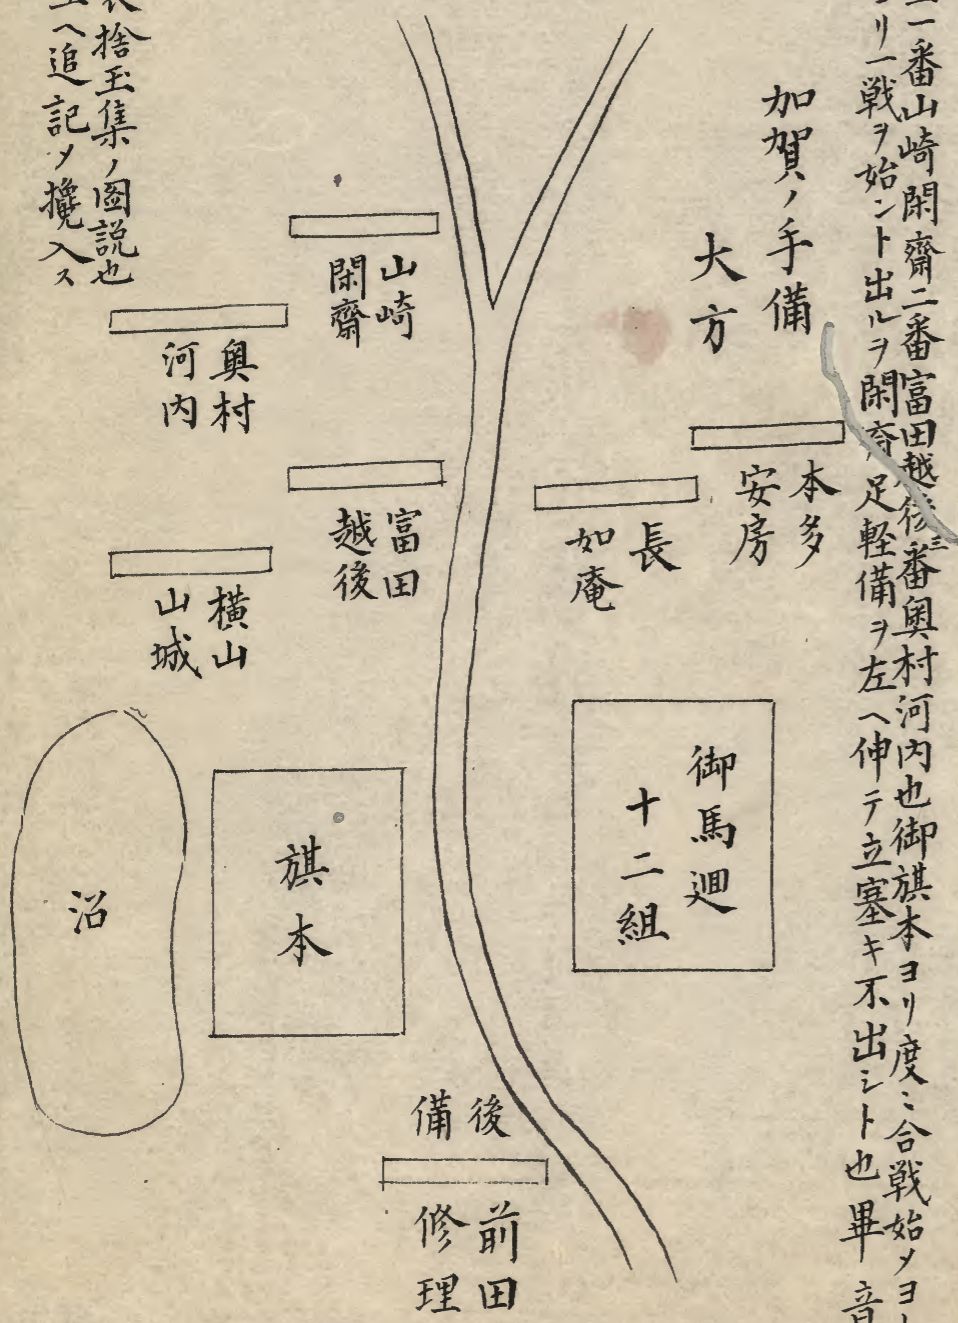 一番山崎閑齋二番富田越後三番奥村河内也御旗本ヨリ度々合戦始メヨト
リ一戦ヲ始ント出ルヲ閑斎足軽備ヲ左ヘ伸テ立塞キ不出シト也畢音
加賀ノ手備
大方
本多
安房
長
如庵
御馬廻
十二組
山崎
閑齋
奥村
河内
富田
越後
横山
山城
旗本
沼
後
備
前田
修理
捨玉集ノ図説也
ヘ追記メ攙入ス